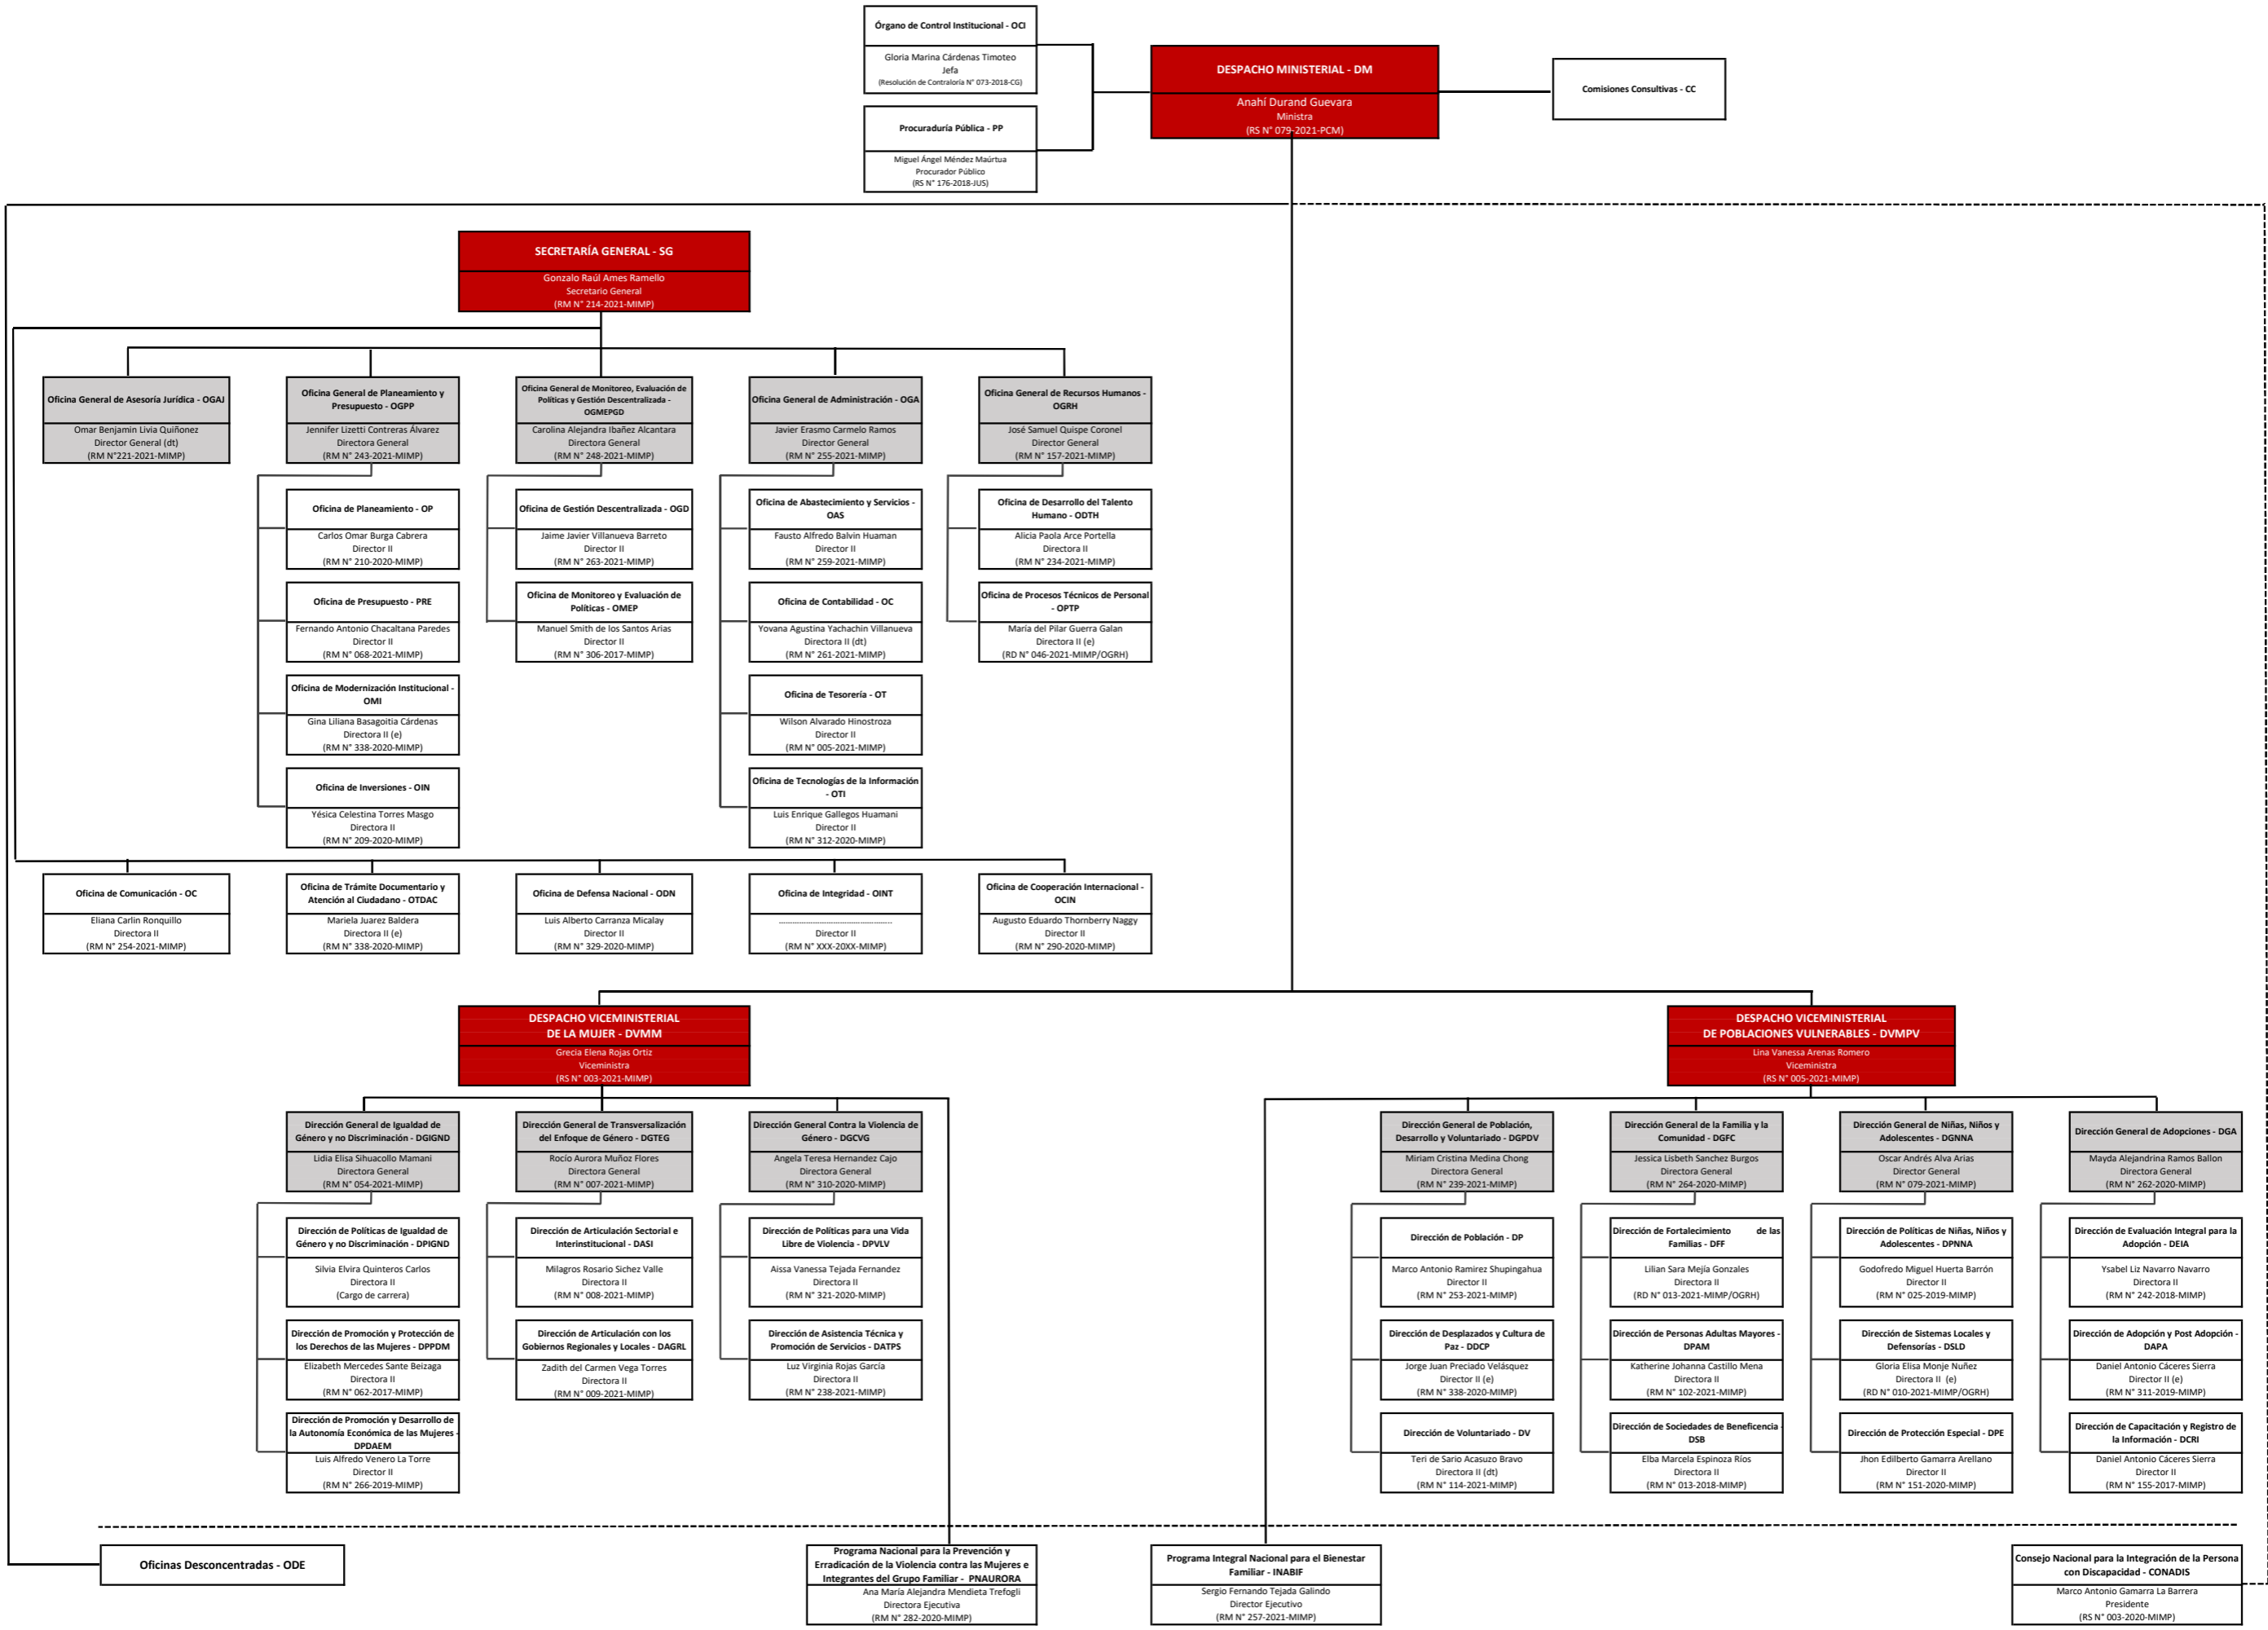 Órgano de Control Institucional - OCI
Gloria Marina Cárdenas Timoteo
Jefa
(Resolución de Contraloría N° 073-2018-CG)
Procuraduría Pública - PP
Miguel Ángel Méndez Maúrtua
Procurador Público
(RS N° 176-2018-JUS)
DESPACHO MINISTERIAL - DM
Anahí Durand Guevara
Ministra
(RS N° 079-2021-PCM)
Comisiones Consultivas - CC
SECRETARÍA GENERAL - SG
Gonzalo Raúl Ames Ramello
Secretario General
(RM N° 214-2021-MIMP)
Oficina General de Asesoría Jurídica - OGAJ
Omar Benjamin Livia Quiñonez
Director General (dt)
(RM N°221-2021-MIMP)
Oficina General de Planeamiento y
Presupuesto - OGPP
Jennifer Lizetti Contreras Álvarez
Directora General
(RM N° 243-2021-MIMP)
Oficina General de Monitoreo, Evaluación de
Políticas y Gestión Descentralizada -
OGMEPGD
Carolina Alejandra Ibañez Alcantara
Directora General
(RM N° 248-2021-MIMP)
Oficina General de Administración - OGA
Javier Erasmo Carmelo Ramos
Director General
(RM N° 255-2021-MIMP)
Oficina General de Recursos Humanos -
OGRH
José Samuel Quispe Coronel
Director General
(RM N° 157-2021-MIMP)
Oficina de Planeamiento - OP
Carlos Omar Burga Cabrera
Director II
(RM N° 210-2020-MIMP)
Oficina de Gestión Descentralizada - OGD
Jaime Javier Villanueva Barreto
Director II
(RM N° 263-2021-MIMP)
Oficina de Abastecimiento y Servicios -
OAS
Fausto Alfredo Balvin Huaman
Director II
(RM N° 259-2021-MIMP)
Oficina de Desarrollo del Talento
Humano - ODTH
Alicia Paola Arce Portella
Directora II
(RM N° 234-2021-MIMP)
Oficina de Presupuesto - PRE
Fernando Antonio Chacaltana Paredes
Director II
(RM N° 068-2021-MIMP)
Oficina de Monitoreo y Evaluación de
Políticas - OMEP
Manuel Smith de los Santos Arias
Director II
(RM N° 306-2017-MIMP)
Oficina de Contabilidad - OC
Yovana Agustina Yachachin Villanueva
Directora II (dt)
(RM N° 261-2021-MIMP)
Oficina de Procesos Técnicos de Personal
- OPTP
María del Pilar Guerra Galan
Directora II (e)
(RD N° 046-2021-MIMP/OGRH)
Oficina de Modernización Institucional -
OMI
Gina Liliana Basagoitia Cárdenas
Directora II (e)
(RM N° 338-2020-MIMP)
Oficina de Tesorería - OT
Wilson Alvarado Hinostroza
Director II
(RM N° 005-2021-MIMP)
Oficina de Inversiones - OIN
Yésica Celestina Torres Masgo
Directora II
(RM N° 209-2020-MIMP)
Oficina de Tecnologías de la Información
- OTI
Luis Enrique Gallegos Huamani
Director II
(RM N° 312-2020-MIMP)
Oficina de Comunicación - OC
Eliana Carlin Ronquillo
Directora II
(RM N° 254-2021-MIMP)
Oficina de Trámite Documentario y
Atención al Ciudadano - OTDAC
Mariela Juarez Baldera
Directora II (e)
(RM N° 338-2020-MIMP)
Oficina de Defensa Nacional - ODN
Luis Alberto Carranza Micalay
Director II
(RM N° 329-2020-MIMP)
Oficina de Integridad - OINT
................................................
Director II
(RM N° XXX-20XX-MIMP)
Oficina de Cooperación Internacional -
OCIN
Augusto Eduardo Thornberry Naggy
Director II
(RM N° 290-2020-MIMP)
DESPACHO VICEMINISTERIAL
DE LA MUJER - DVMM
Grecia Elena Rojas Ortiz
Viceministra
(RS N° 003-2021-MIMP)
DESPACHO VICEMINISTERIAL
DE POBLACIONES VULNERABLES - DVMPV
Lina Vanessa Arenas Romero
Viceministra
(RS N° 005-2021-MIMP)
Dirección General de Igualdad de
Género y no Discriminación - DGIGND
Lidia Elisa Sihuacollo Mamani
Directora General
(RM N° 054-2021-MIMP)
Dirección General de Transversalización
del Enfoque de Género - DGTEG
Rocío Aurora Muñoz Flores
Directora General
(RM N° 007-2021-MIMP)
Dirección General Contra la Violencia de
Género - DGCVG
Angela Teresa Hernandez Cajo
Directora General
(RM N° 310-2020-MIMP)
Dirección General de Población,
Desarrollo y Voluntariado - DGPDV
Miriam Cristina Medina Chong
Directora General
(RM N° 239-2021-MIMP)
Dirección General de la Familia y la
Comunidad - DGFC
Jessica Lisbeth Sanchez Burgos
Directora General
(RM N° 264-2020-MIMP)
Dirección General de Niñas, Niños y
Adolescentes - DGNNA
Oscar Andrés Alva Arias
Director General
(RM N° 079-2021-MIMP)
Dirección General de Adopciones - DGA
Mayda Alejandrina Ramos Ballon
Directora General
(RM N° 262-2020-MIMP)
Dirección de Políticas de Igualdad de
Género y no Discriminación - DPIGND
Silvia Elvira Quinteros Carlos
Directora II
(Cargo de carrera)
Dirección de Articulación Sectorial e
Interinstitucional - DASI
Milagros Rosario Sichez Valle
Directora II
(RM N° 008-2021-MIMP)
Dirección de Políticas para una Vida
Libre de Violencia - DPVLV
Aissa Vanessa Tejada Fernandez
Directora II
(RM N° 321-2020-MIMP)
Dirección de Población - DP
Marco Antonio Ramirez Shupingahua
Director II
(RM N° 253-2021-MIMP)
Dirección de Fortalecimiento de las
Familias - DFF
Lilian Sara Mejía Gonzales
Directora II
(RD N° 013-2021-MIMP/OGRH)
Dirección de Políticas de Niñas, Niños y
Adolescentes - DPNNA
Godofredo Miguel Huerta Barrón
Director II
(RM N° 025-2019-MIMP)
Dirección de Evaluación Integral para la
Adopción - DEIA
Ysabel Liz Navarro Navarro
Directora II
(RM N° 242-2018-MIMP)
Dirección de Promoción y Protección de
los Derechos de las Mujeres - DPPDM
Elizabeth Mercedes Sante Beizaga
Directora II
(RM N° 062-2017-MIMP)
Dirección de Articulación con los
Gobiernos Regionales y Locales - DAGRL
Zadith del Carmen Vega Torres
Directora II
(RM N° 009-2021-MIMP)
Dirección de Asistencia Técnica y
Promoción de Servicios - DATPS
Luz Virginia Rojas García
Directora II
(RM N° 238-2021-MIMP)
Dirección de Desplazados y Cultura de
Paz - DDCP
Jorge Juan Preciado Velásquez
Director II (e)
(RM N° 338-2020-MIMP)
Dirección de Personas Adultas Mayores -
DPAM
Katherine Johanna Castillo Mena
Directora II
(RM N° 102-2021-MIMP)
Dirección de Sistemas Locales y
Defensorías - DSLD
Gloria Elisa Monje Nuñez
Directora II (e)
(RD N° 010-2021-MIMP/OGRH)
Dirección de Adopción y Post Adopción -
DAPA
Daniel Antonio Cáceres Sierra
Director II (e)
(RM N° 311-2019-MIMP)
Dirección de Promoción y Desarrollo de
la Autonomía Económica de las Mujeres -
DPDAEM
Luis Alfredo Venero La Torre
Director II
(RM N° 266-2019-MIMP)
Dirección de Voluntariado - DV
Teri de Sario Acasuzo Bravo
Directora II (dt)
(RM N° 114-2021-MIMP)
Dirección de Sociedades de Beneficencia -
DSB
Elba Marcela Espinoza Ríos
Directora II
(RM N° 013-2018-MIMP)
Dirección de Protección Especial - DPE
Jhon Edilberto Gamarra Arellano
Director II
(RM N° 151-2020-MIMP)
Dirección de Capacitación y Registro de
la Información - DCRI
Daniel Antonio Cáceres Sierra
Director II
(RM N° 155-2017-MIMP)
Oficinas Desconcentradas - ODE
Programa Nacional para la Prevención y
Erradicación de la Violencia contra las Mujeres e
Integrantes del Grupo Familiar - PNAURORA
Ana María Alejandra Mendieta Trefogli
Directora Ejecutiva
(RM N° 282-2020-MIMP)
Programa Integral Nacional para el Bienestar
Familiar - INABIF
Sergio Fernando Tejada Galindo
Director Ejecutivo
(RM N° 257-2021-MIMP)
Consejo Nacional para la Integración de la Persona
con Discapacidad - CONADIS
Marco Antonio Gamarra La Barrera
Presidente
(RS N° 003-2020-MIMP)